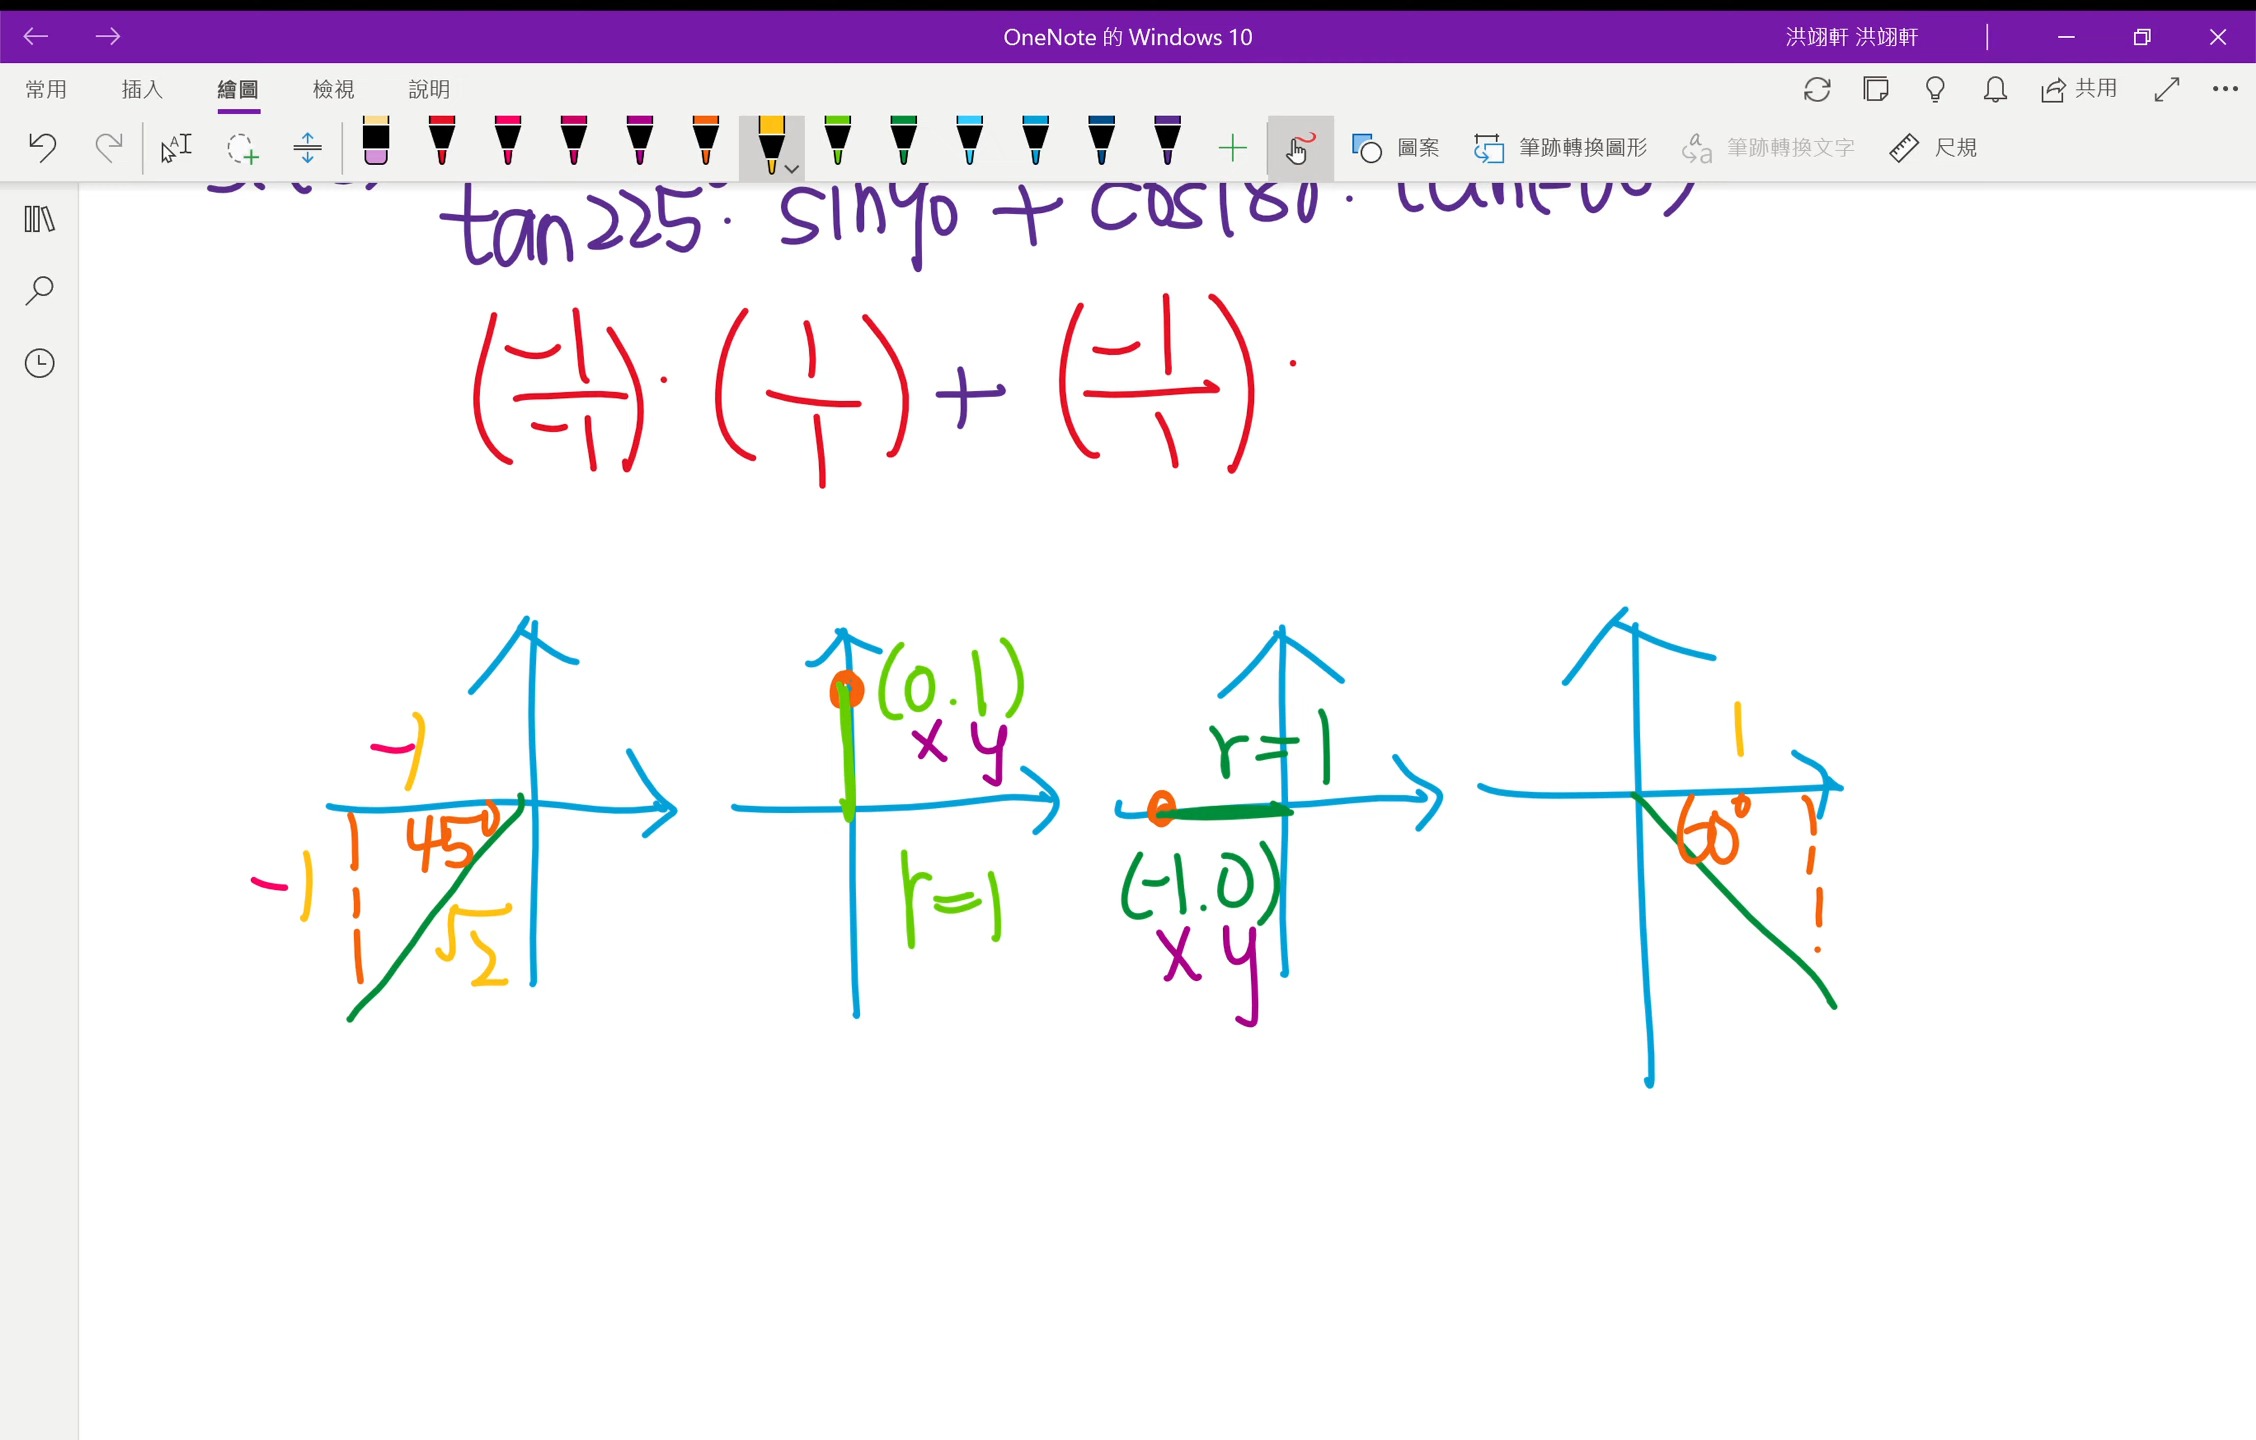 OneNote 的 Windows 10
洪翊軒 洪翊軒
常用 插入 繪圖 檢視 說明
共用
圖案 筆跡轉換圖形 筆跡轉換文字 尺規
tan225°· sin90 + cos180·
(-1/-1)·(1/1)+(-1/1)·
(0.1)
x y
r=1
-1
1
45°
60°
-1
√2
r=1
(-1.0)
x y